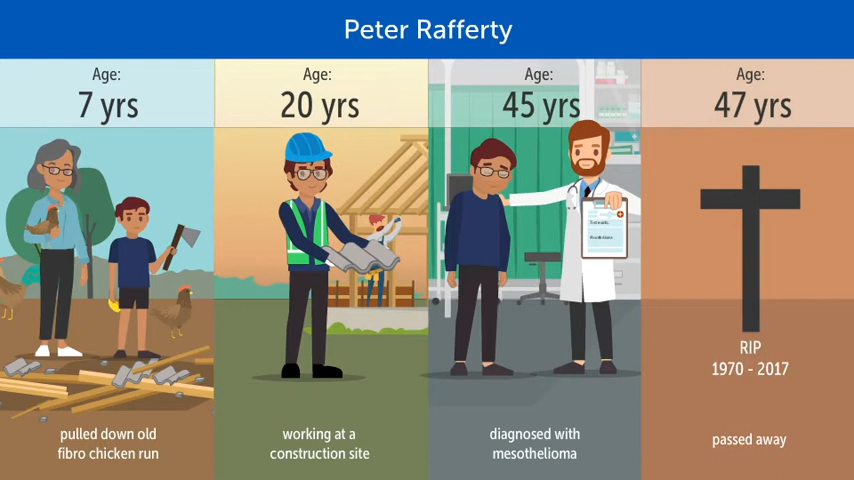 Peter Rafferty
Age:
7 yrs
Age:
20 yrs
Age:
45 yrs
Age:
47 yrs
RIP
1970 - 2017
pulled down old
fibro chicken run
working at a
construction site
diagnosed with
mesothelioma
passed away